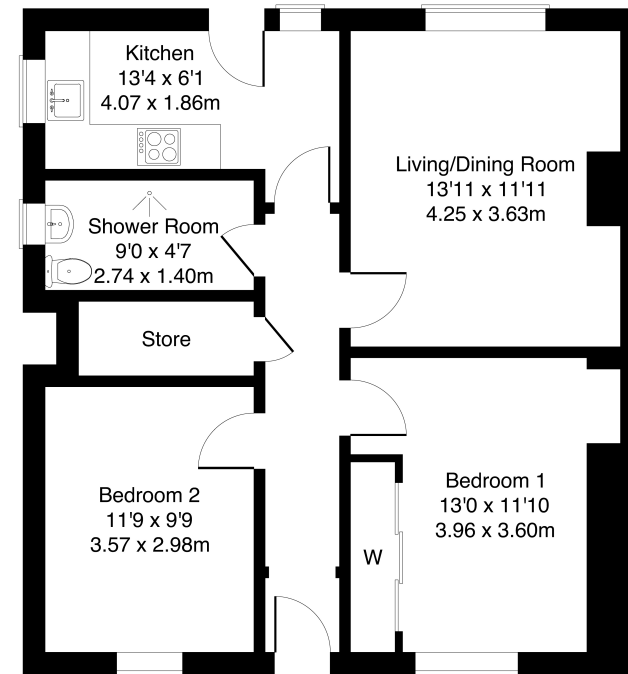 Kitchen
13'4 x 6'1
4.07 x 1.86m
Living/Dining Room
13'11 x 11'11
4.25 x 3.63m
Shower Room
9'0 x 4'7
2.74 x 1.40m
Store
Bedroom 2
11'9 x 9'9
3.57 x 2.98m
Bedroom 1
13'0 x 11'10
3.96 x 3.60m
W